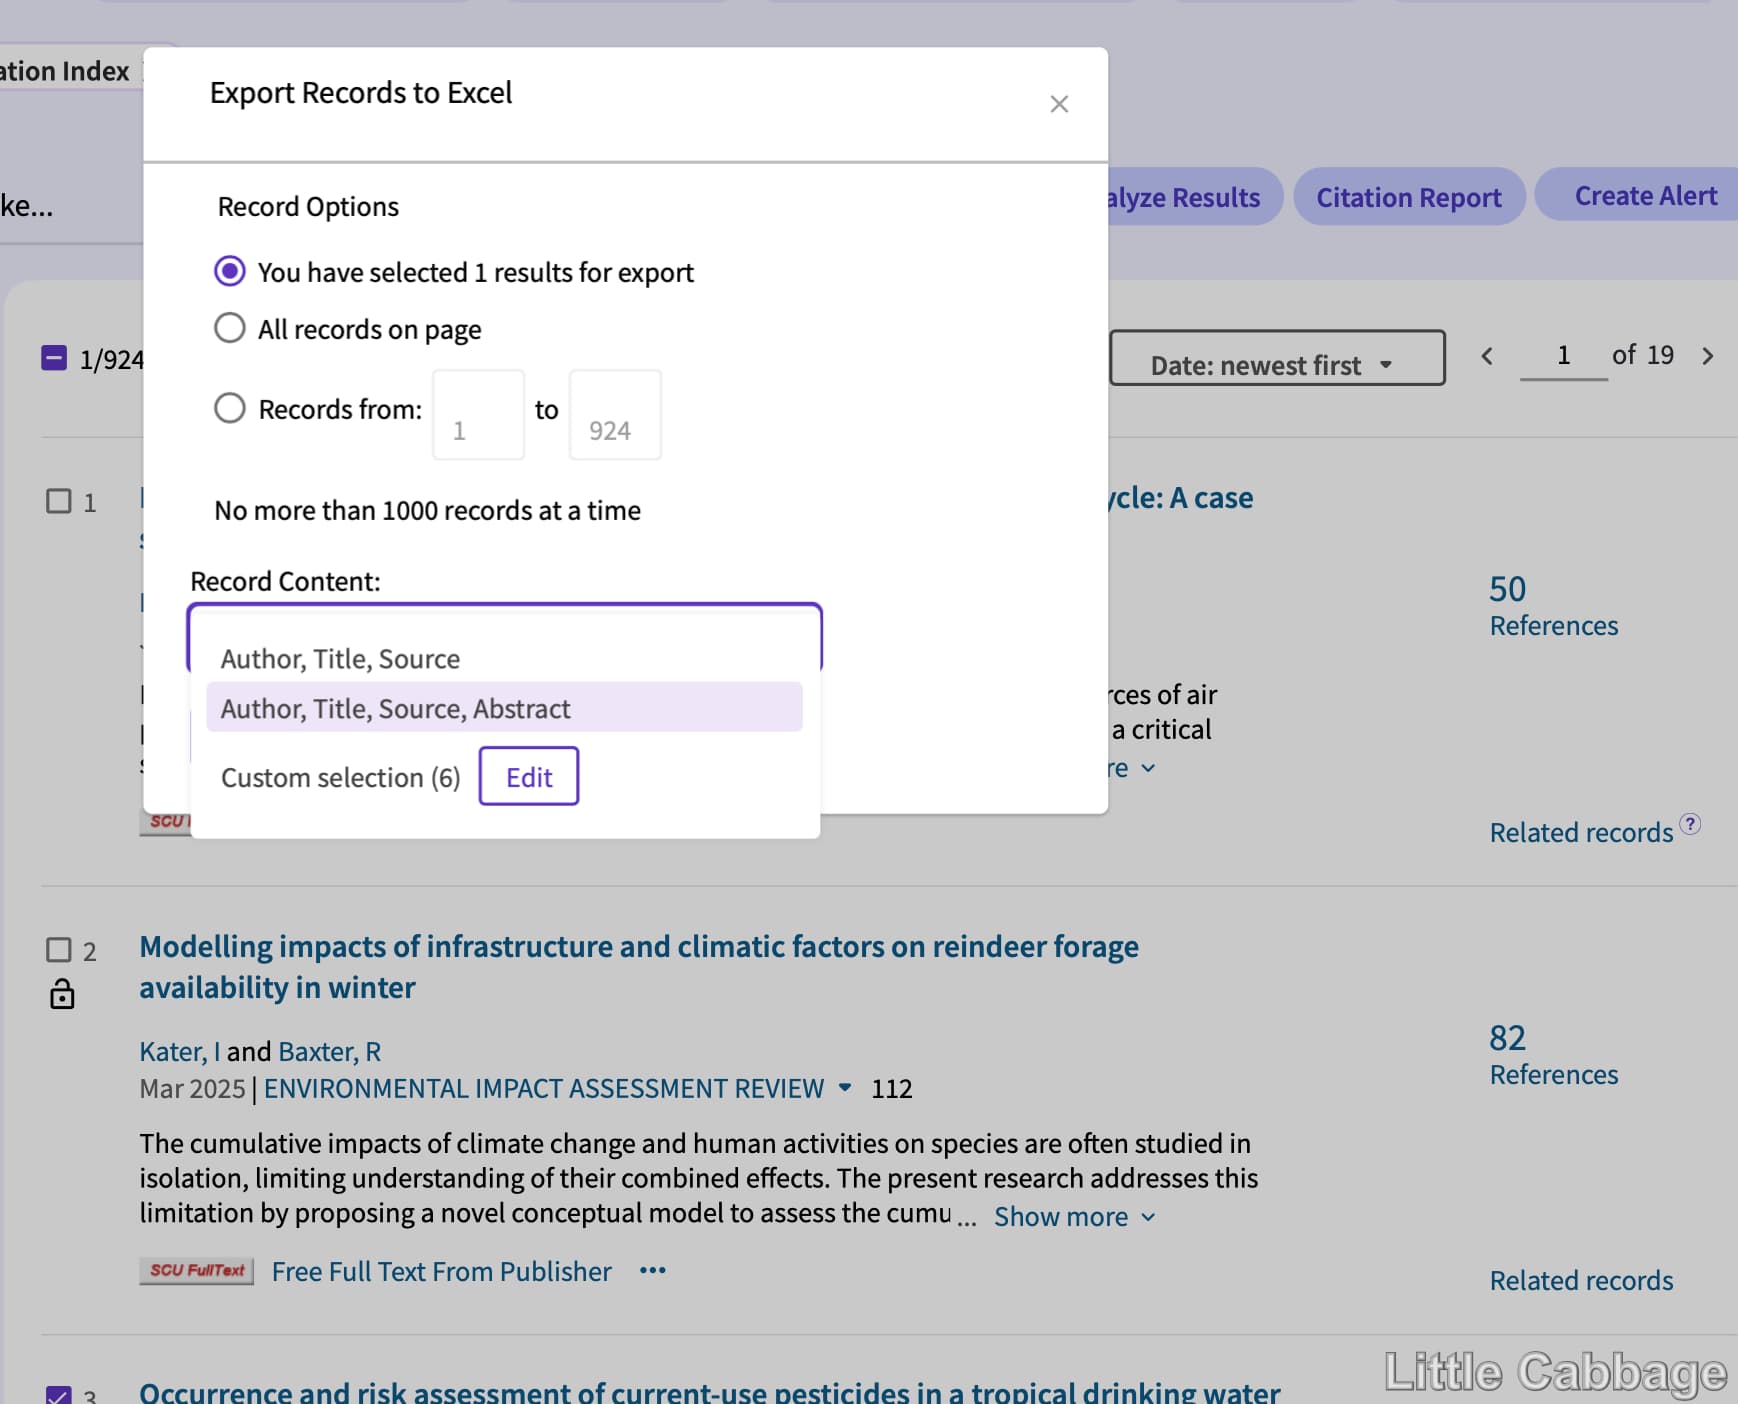 ation Index
Export Records to Excel
ke...
alyze Results
Citation Report
Create Alert
Record Options
You have selected 1 results for export
All records on page
Records from: 1 to 924
No more than 1000 records at a time
Record Content:
Author, Title, Source
Author, Title, Source, Abstract
Custom selection (6) Edit
1/924
Date: newest first
1 of 19
1
ycle: A case
50
References
rces of air
a critical
re
SCU
Related records ?
2
Modelling impacts of infrastructure and climatic factors on reindeer forage
availability in winter
Kater, I and Baxter, R
Mar 2025 | ENVIRONMENTAL IMPACT ASSESSMENT REVIEW 112
82
References
The cumulative impacts of climate change and human activities on species are often studied in
isolation, limiting understanding of their combined effects. The present research addresses this
limitation by proposing a novel conceptual model to assess the cumu ... Show more
SCU FullText Free Full Text From Publisher ...
Related records
3
Occurrence and risk assessment of current-use pesticides in a tropical drinking water
Little Cabbage